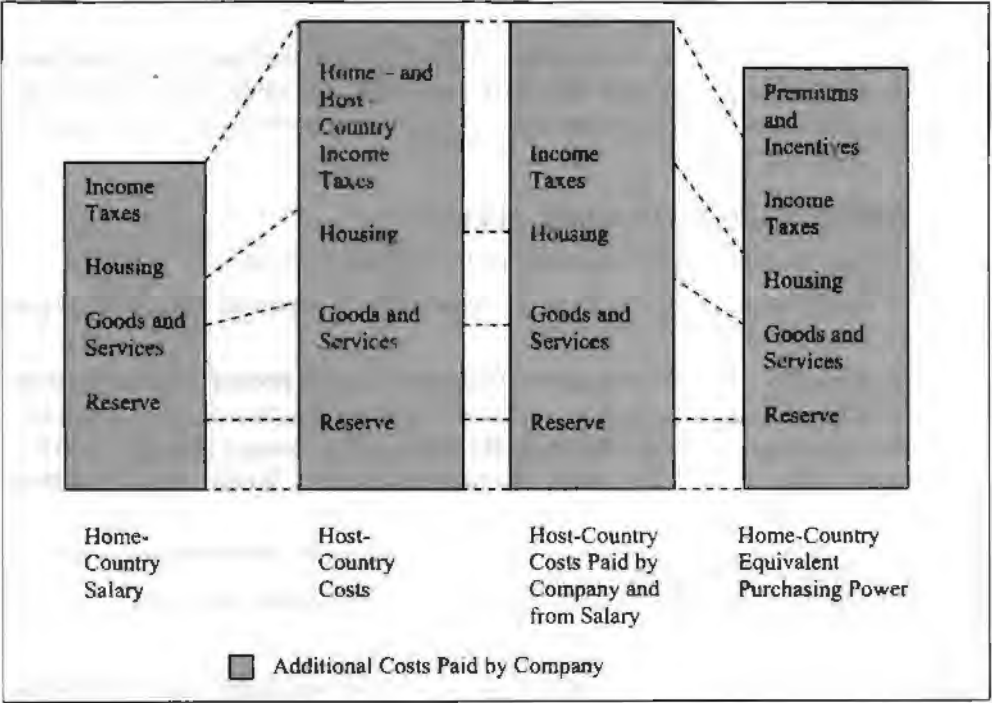 Income
Taxes
Housing
Goods and
Services
Reserve
Home – and
Host -
Country
Income
Taxes
Housing
Goods and
Services
Reserve
Income
Taxes
Housing
Goods and
Services
Reserve
Premiums
and
Incentives
Income
Taxes
Housing
Goods and
Services
Reserve
Home-
Country
Salary
Host-
Country
Costs
Host-Country
Costs Paid by
Company and
from Salary
Home-Country
Equivalent
Purchasing Power
Additional Costs Paid by Company